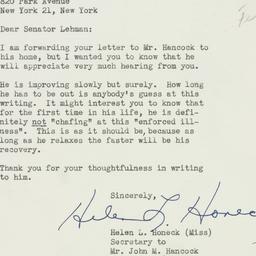 820 Park Avenue
New York 21, New York
Dear Senator Lehman:
I am forwarding your letter to Mr. Hancock to
his home, but I wanted you to know that he
will appreciate very much hearing from you.
He is improving slowly but surely. How long
he has to be out is anybody's guess at this
writing. It might interest you to know that
for the first time in his life, he is defi-
nitely not "chafing" at this "enforced ill-
ness". This is as it should be, because as
long as he relaxes the faster will be his
recovery.
Thank you for your thoughtfulness in writing
to him.
Sincerely,
Helen L. Honeck
Helen L. Honeck (Miss)
Secretary to
Mr. John M. Hancock